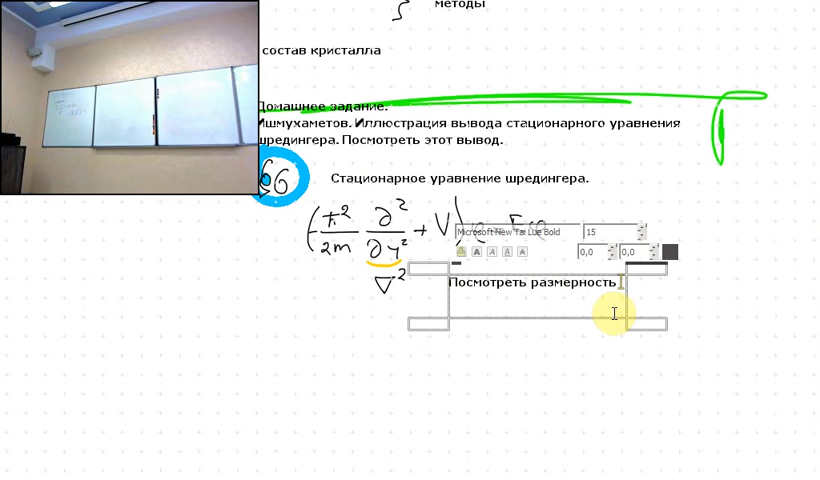 методы
состав кристалла
Домашнее задание.
Ишмухаметов. Иллюстрация вывода стационарного уравнения
шредингера. Посмотреть этот вывод.
§6
Стационарное уравнение шредингера.
(-ħ²/2m ∂²/∂y² + V)
∇²
Microsoft New Tai Lue Bold 15
A A A A 0,0 0,0
Посмотреть размерность